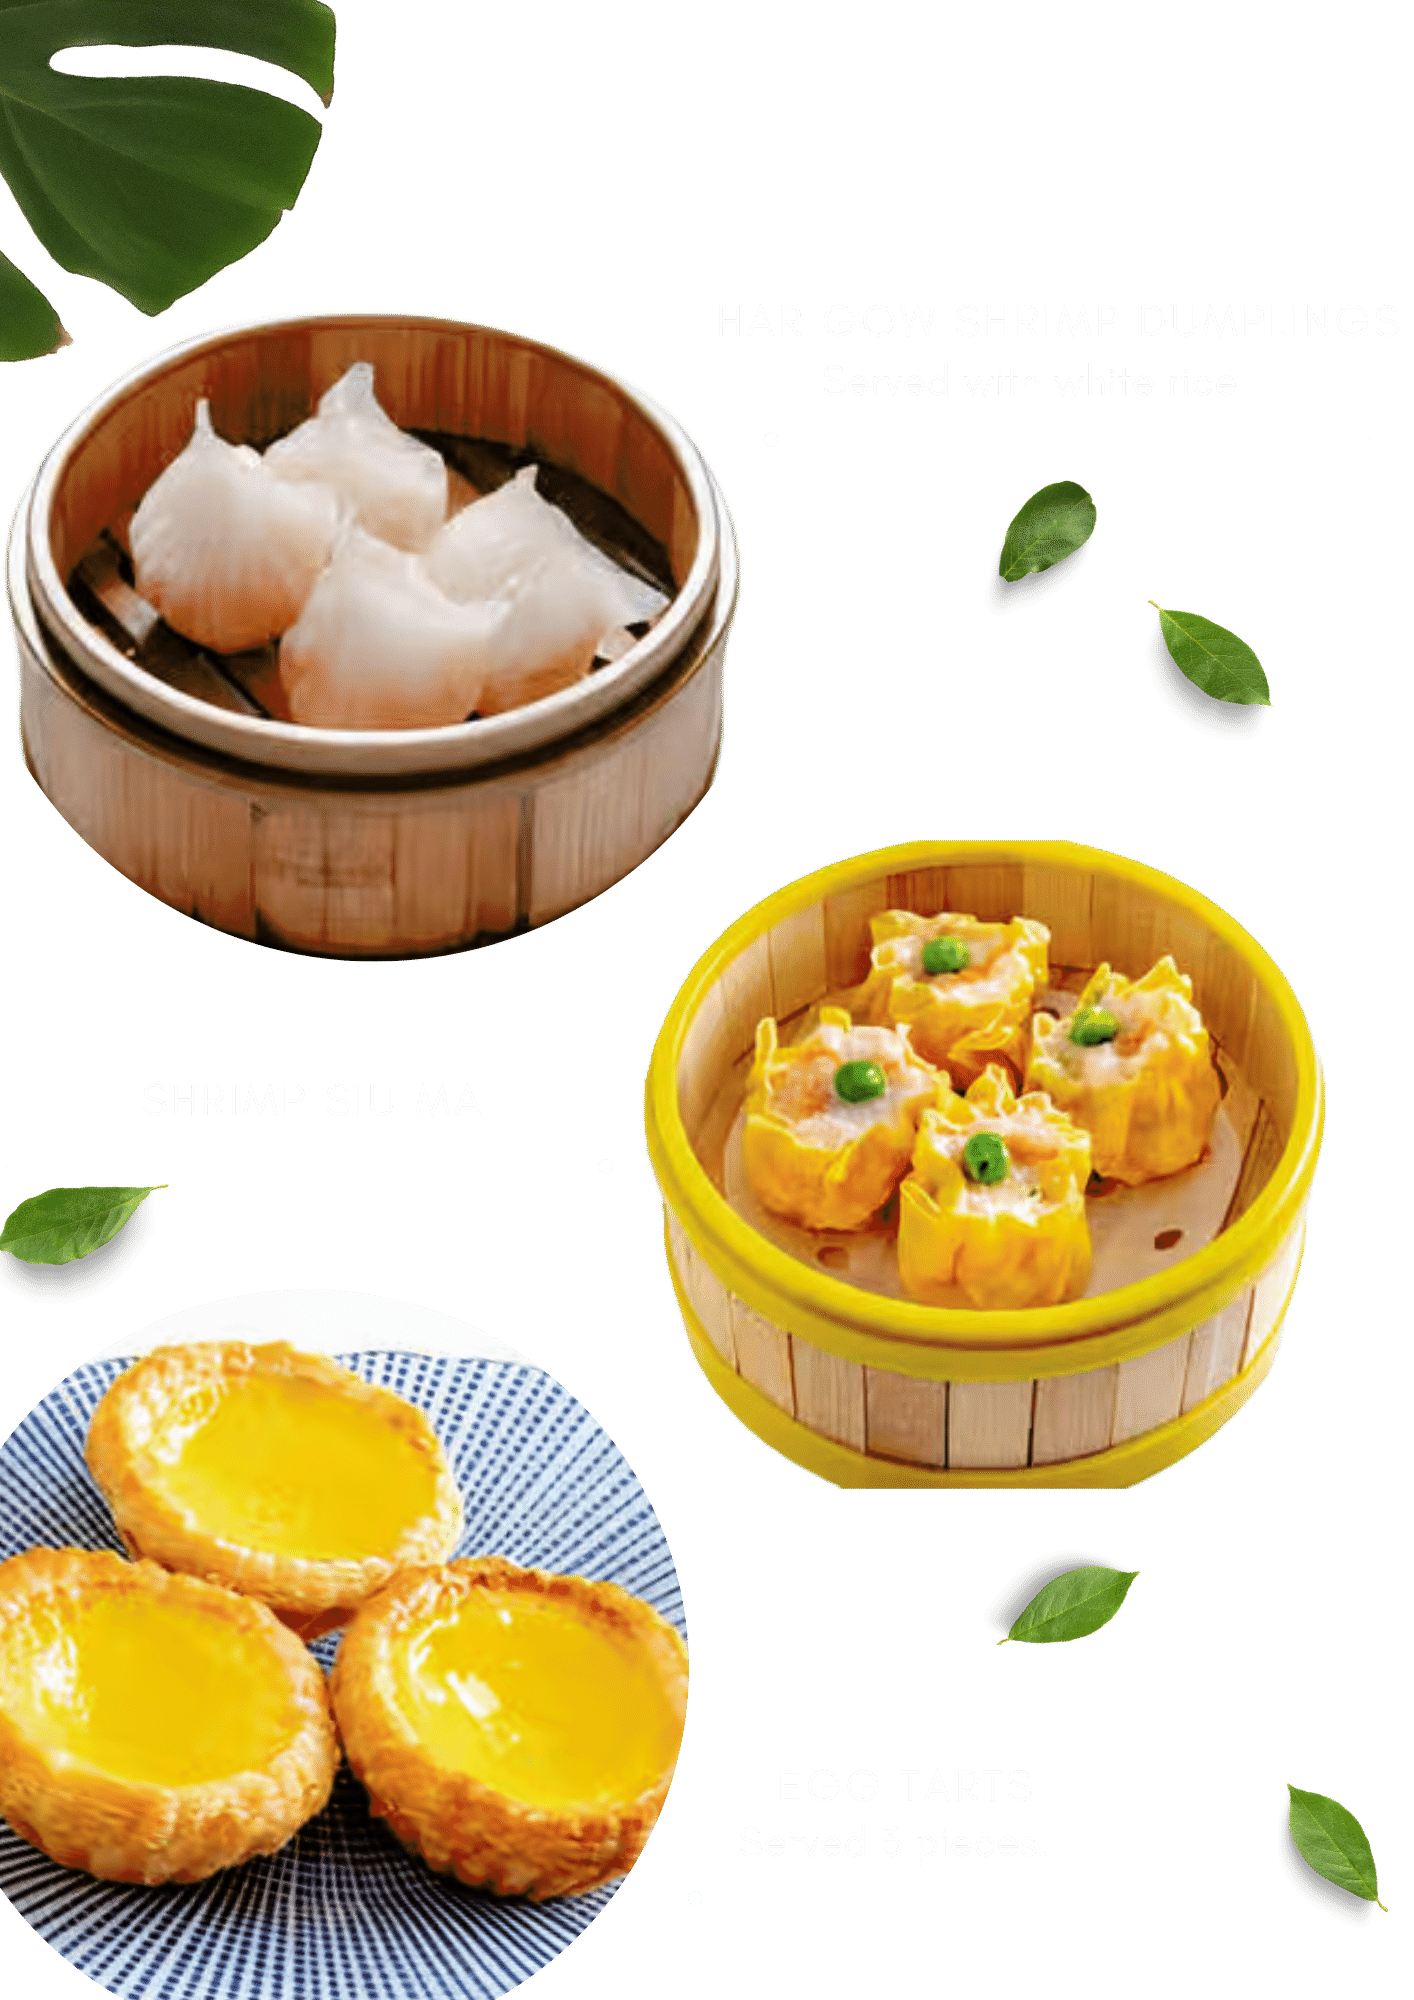 HAR GOW SHRIMP DUMPLINGS
Served with white rice
SHRIMP SIU MA
EGG TARTS
Served 3 pieces.